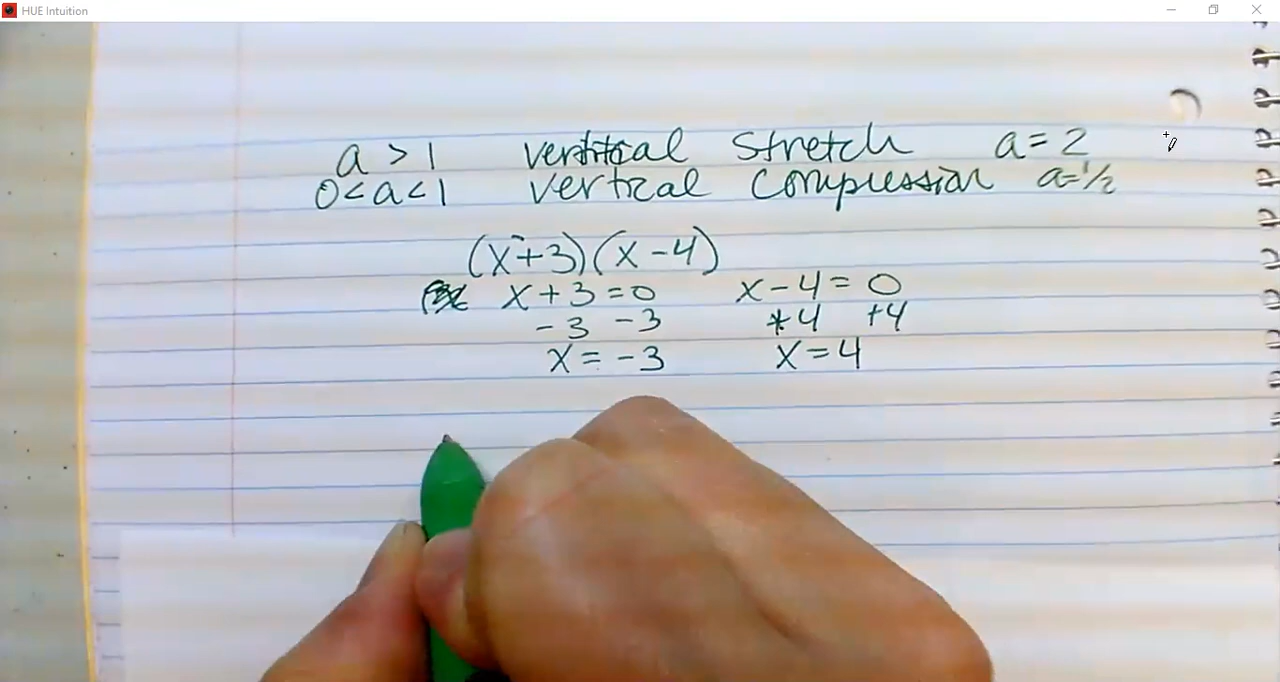 HUE Intuition
a > 1 vertical stretch a = 2
0 < a < 1 vertical compression a = 1/2
(x + 3)(x - 4)
x + 3 = 0 x - 4 = 0
- 3 - 3 +4 +4
x = - 3 x = 4